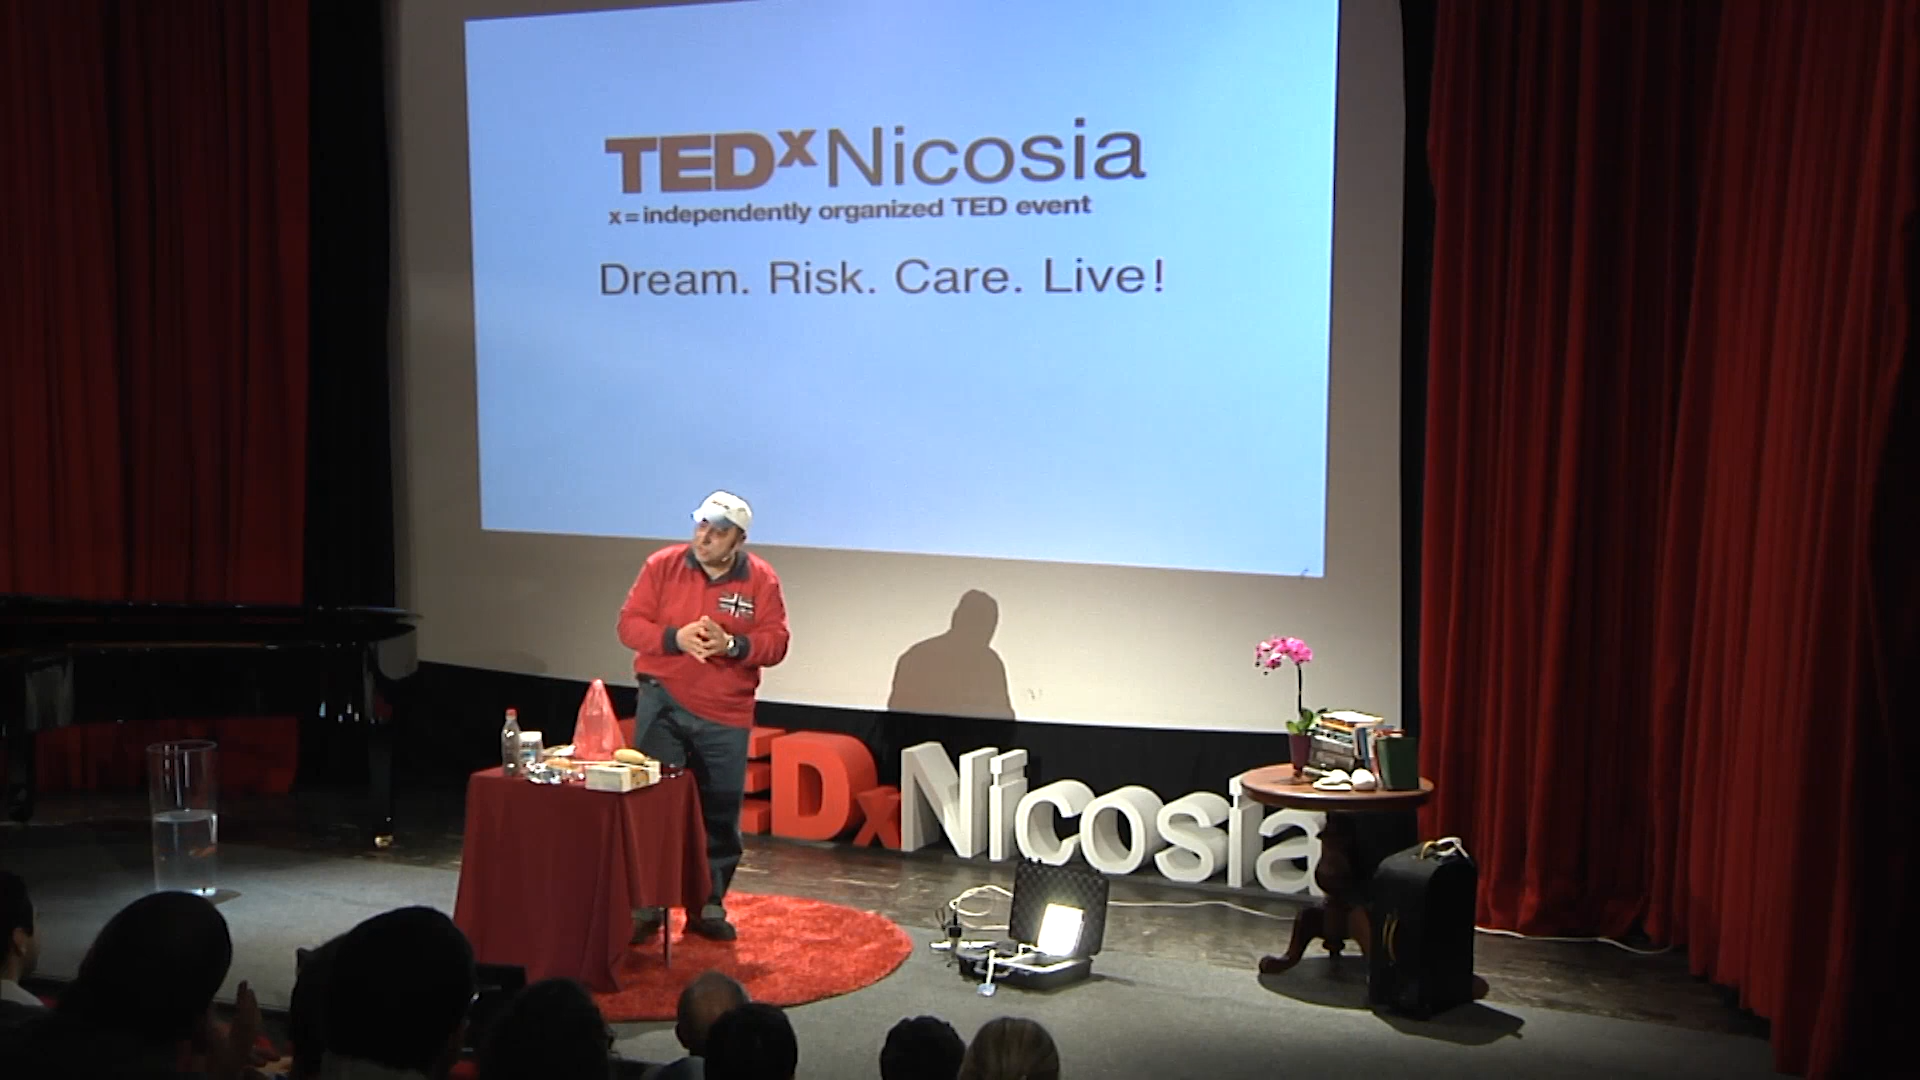 TEDxNicosia
x = independently organized TED event
Dream. Risk. Care. Live!
EDxNicosia